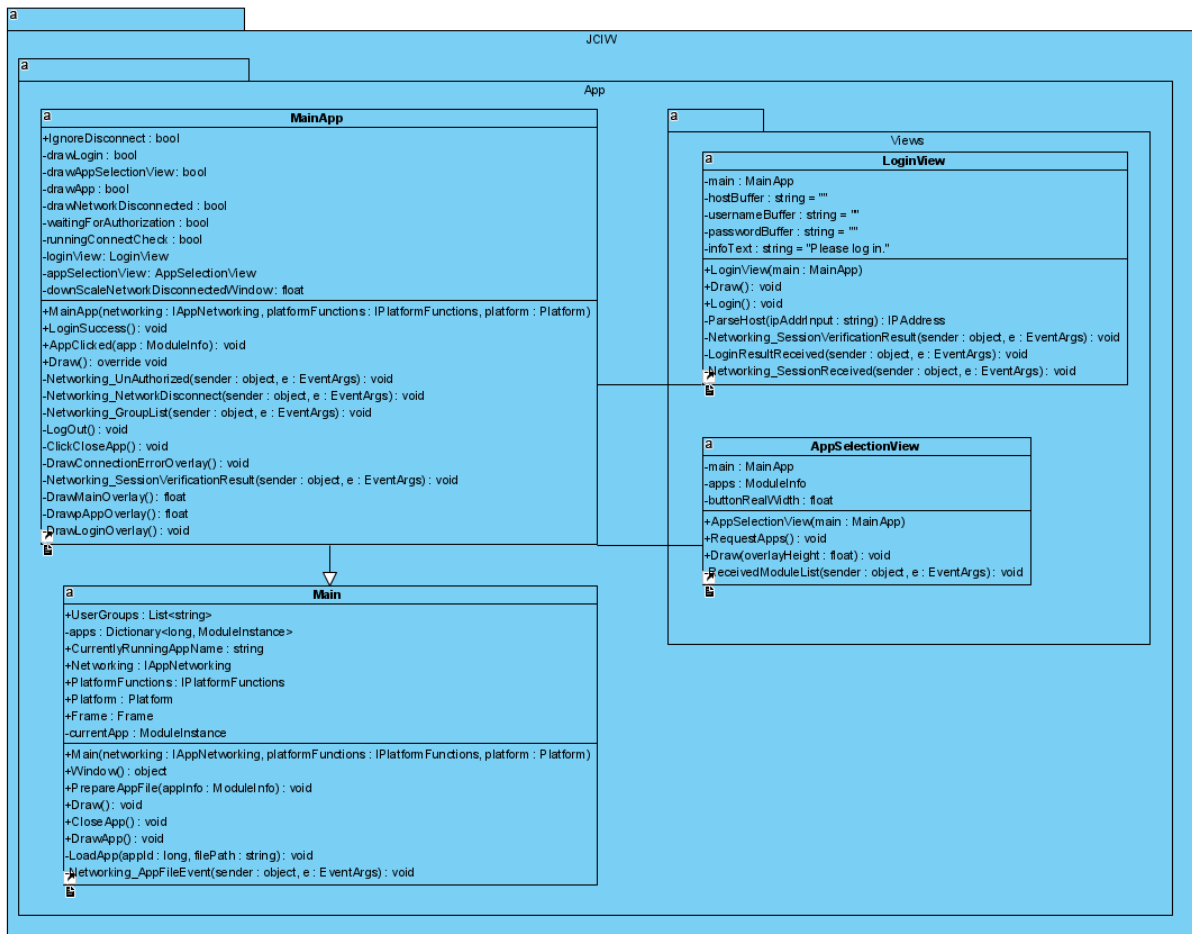 a
JCIW
a
App
a
MainApp
+IgnoreDisconnect : bool
-drawLogin : bool
-drawAppSelectionView : bool
-drawApp : bool
-drawNetworkDisconnected : bool
-waitingForAuthorization : bool
-runningConnectCheck : bool
-loginView : LoginView
-appSelectionView : AppSelectionView
-downScaleNetworkDisconnectedWindow : float
+MainApp(networking : IAppNetworking, platformFunctions : IPlatformFunctions, platform : Platform)
+LoginSuccess() : void
+AppClicked(app : ModuleInfo) : void
+Draw() : override void
-Networking_UnAuthorized(sender : object, e : EventArgs) : void
-Networking_NetworkDisconnect(sender : object, e : EventArgs) : void
-Networking_GroupList(sender : object, e : EventArgs) : void
-LogOut() : void
-ClickCloseApp() : void
-DrawConnectionErrorOverlay() : void
-Networking_SessionVerificationResult(sender : object, e : EventArgs) : void
-DrawMainOverlay() : float
-DrawpAppOverlay() : float
-DrawLoginOverlay() : void
a
Views
a
LoginView
-main : MainApp
-hostBuffer : string = ""
-usernameBuffer : string = ""
-passwordBuffer : string = ""
-infoText : string = "Please log in."
+LoginView(main : MainApp)
+Draw() : void
+Login() : void
-ParseHost(ipAddrInput : string) : IPAddress
-Networking_SessionVerificationResult(sender : object, e : EventArgs) : void
-LoginResultReceived(sender : object, e : EventArgs) : void
-Networking_SessionReceived(sender : object, e : EventArgs) : void
a
AppSelectionView
-main : MainApp
-apps : ModuleInfo
-buttonRealWidth : float
+AppSelectionView(main : MainApp)
+RequestApps() : void
+Draw(overlayHeight : float) : void
-ReceivedModuleList(sender : object, e : EventArgs) : void
a
Main
+UserGroups : List<string>
-apps : Dictionary<long, ModuleInstance>
+CurrentlyRunningAppName : string
+Networking : IAppNetworking
+PlatformFunctions : IPlatformFunctions
+Platform : Platform
+Frame : Frame
-currentApp : ModuleInstance
+Main(networking : IAppNetworking, platformFunctions : IPlatformFunctions, platform : Platform)
+Window() : object
+PrepareAppFile(appInfo : ModuleInfo) : void
+Draw() : void
+CloseApp() : void
+DrawApp() : void
-LoadApp(appId : long, filePath : string) : void
-Networking_AppFileEvent(sender : object, e : EventArgs) : void